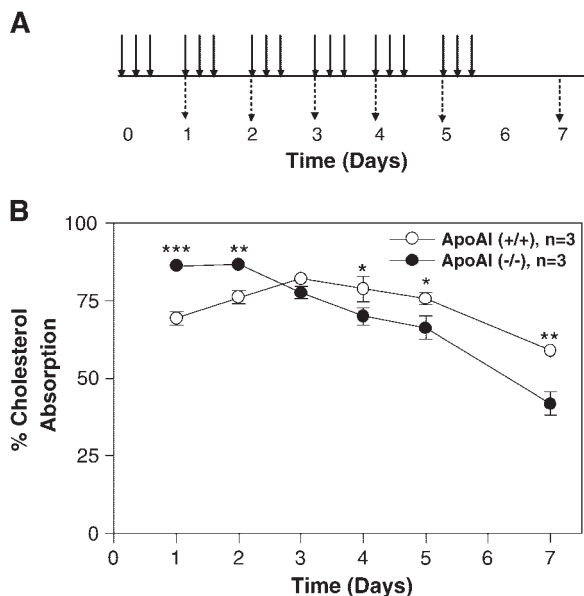 A
0 1 2 3 4 5 6 7
Time (Days)
B
100
75
50
25
0
% Cholesterol
Absorption
ApoAI (+/+), n=3
ApoAI (-/-), n=3
*** ** * * **
0 1 2 3 4 5 6 7
Time (Days)